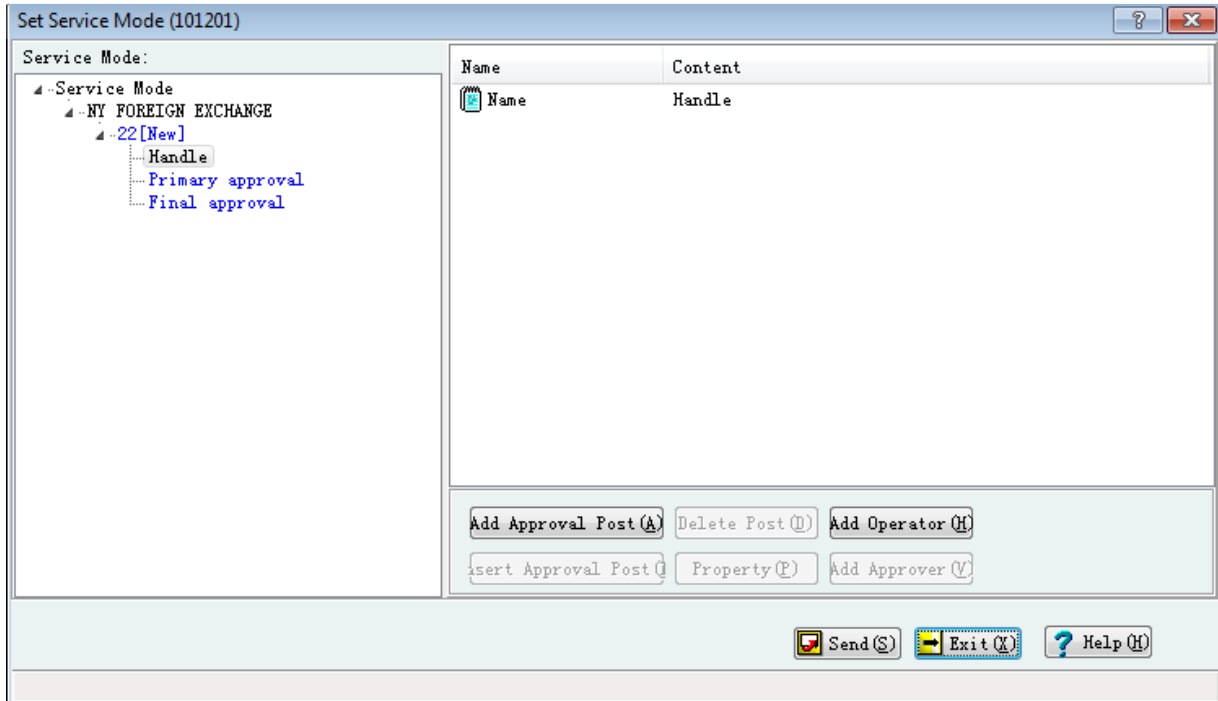 Set Service Mode (101201)
Service Mode:
Service Mode
NY FOREIGN EXCHANGE
22[New]
Handle
Primary approval
Final approval
Name Content
Name Handle
Add Approval Post(A) Delete Post(D) Add Operator(H)
Approval Post Property(P) Add Approver(V)
Send(S) Exit(X) ? Help(H)